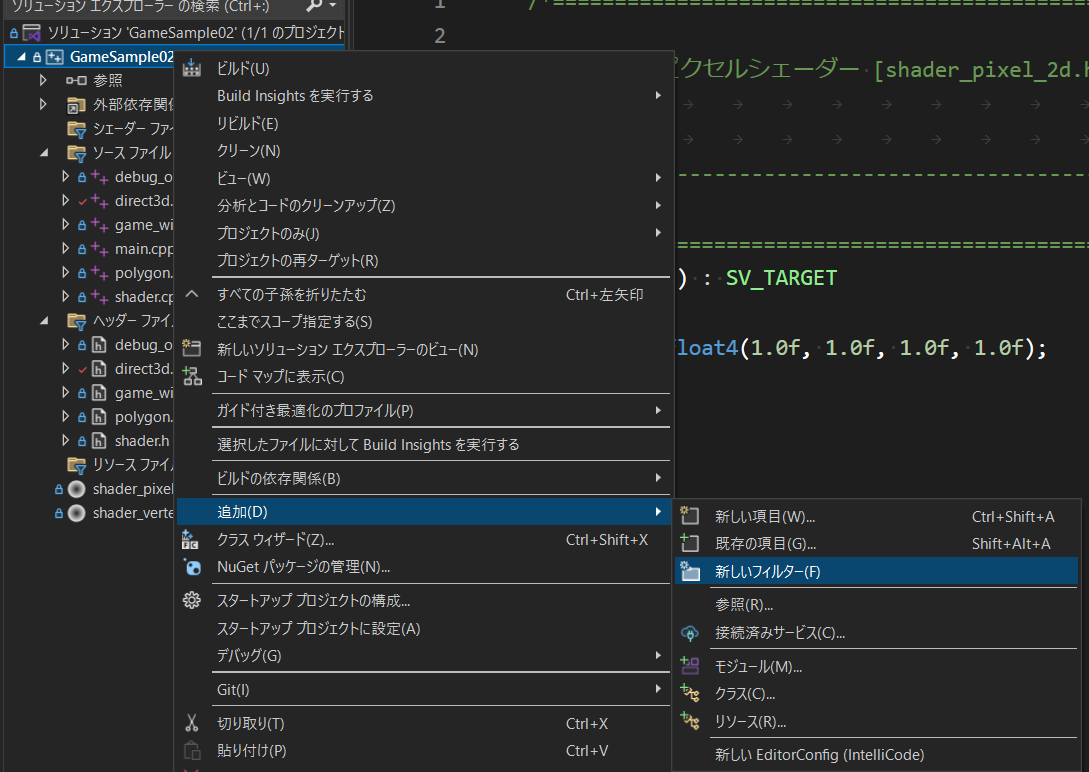 ソリューション エクスプローラー の検索 (Ctrl+:)
ソリューション 'GameSample02' (1/1 のプロジェクト
GameSample02
参照
外部依存関係
シェーダー ファイ
ソース ファイル
debug_o
direct3d.
game_wi
main.cpp
polygon.
shader.cp
ヘッダー ファイ
debug_o
direct3d.
game_wi
polygon.
shader.h
リソース ファイ
shader_pixel
shader_verte
ビルド(U)
Build Insights を実行する
リビルド(E)
クリーン(N)
ビュー(W)
分析とコードのクリーンアップ(Z)
プロジェクトのみ(J)
プロジェクトの再ターゲット(R)
すべての子孫を折りたたむ Ctrl+左矢印
ここまでスコープ指定する(S)
新しいソリューション エクスプローラーのビュー(N)
コード マップに表示(C)
ガイド付き最適化のプロファイル(P)
選択したファイルに対して Build Insights を実行する
ビルドの依存関係(B)
追加(D)
クラス ウィザード(Z)... Ctrl+Shift+X
NuGet パッケージの管理(N)...
スタートアップ プロジェクトの構成...
スタートアップ プロジェクトに設定(A)
デバッグ(G)
Git(I)
切り取り(T) Ctrl+X
貼り付け(P) Ctrl+V
新しい項目(W)... Ctrl+Shift+A
既存の項目(G)... Shift+Alt+A
新しいフィルター(F)
参照(R)...
接続済みサービス(C)...
モジュール(M)...
クラス(C)...
リソース(R)...
新しい EditorConfig (IntelliCode)
1 /*==============================
2
ピクセルシェーダー [shader_pixel_2d.h
------------------------------
==============================
) : SV_TARGET
float4(1.0f, 1.0f, 1.0f, 1.0f);